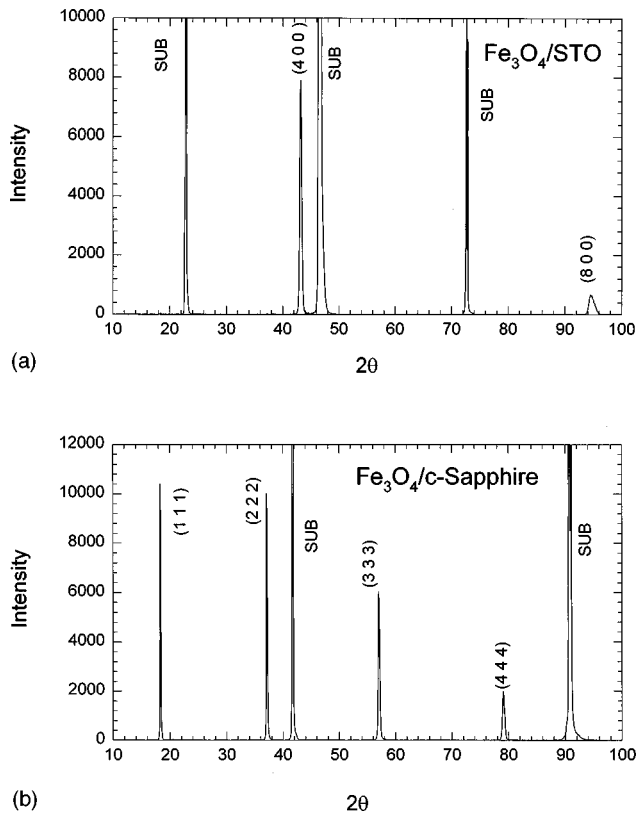 10000
8000
6000
4000
2000
0
Intensity
SUB
(4 0 0)
SUB
SUB
(8 0 0)
Fe₃O₄/STO
10 20 30 40 50 60 70 80 90 100
2θ
(a)
12000
10000
8000
6000
4000
2000
0
Intensity
(1 1 1)
(2 2 2)
SUB
(3 3 3)
(4 4 4)
SUB
Fe₃O₄/c-Sapphire
10 20 30 40 50 60 70 80 90 100
2θ
(b)